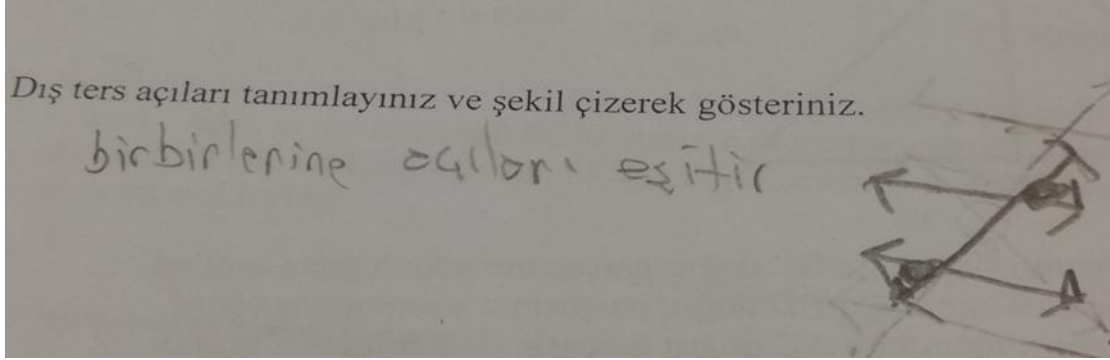 Dış ters açıları tanımlayınız ve şekil çizerek gösteriniz.
birbirlerine açıları eşitir